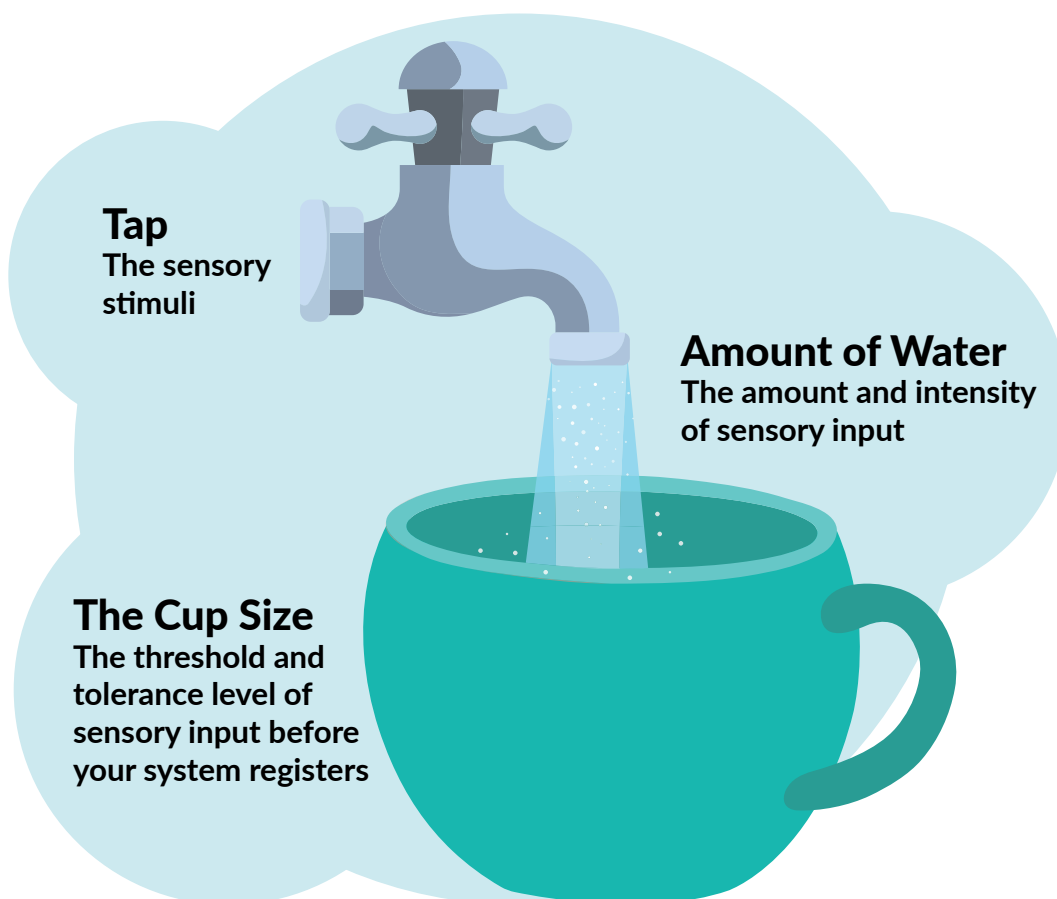 Tap
The sensory
stimuli
Amount of Water
The amount and intensity
of sensory input
The Cup Size
The threshold and
tolerance level of
sensory input before
your system registers